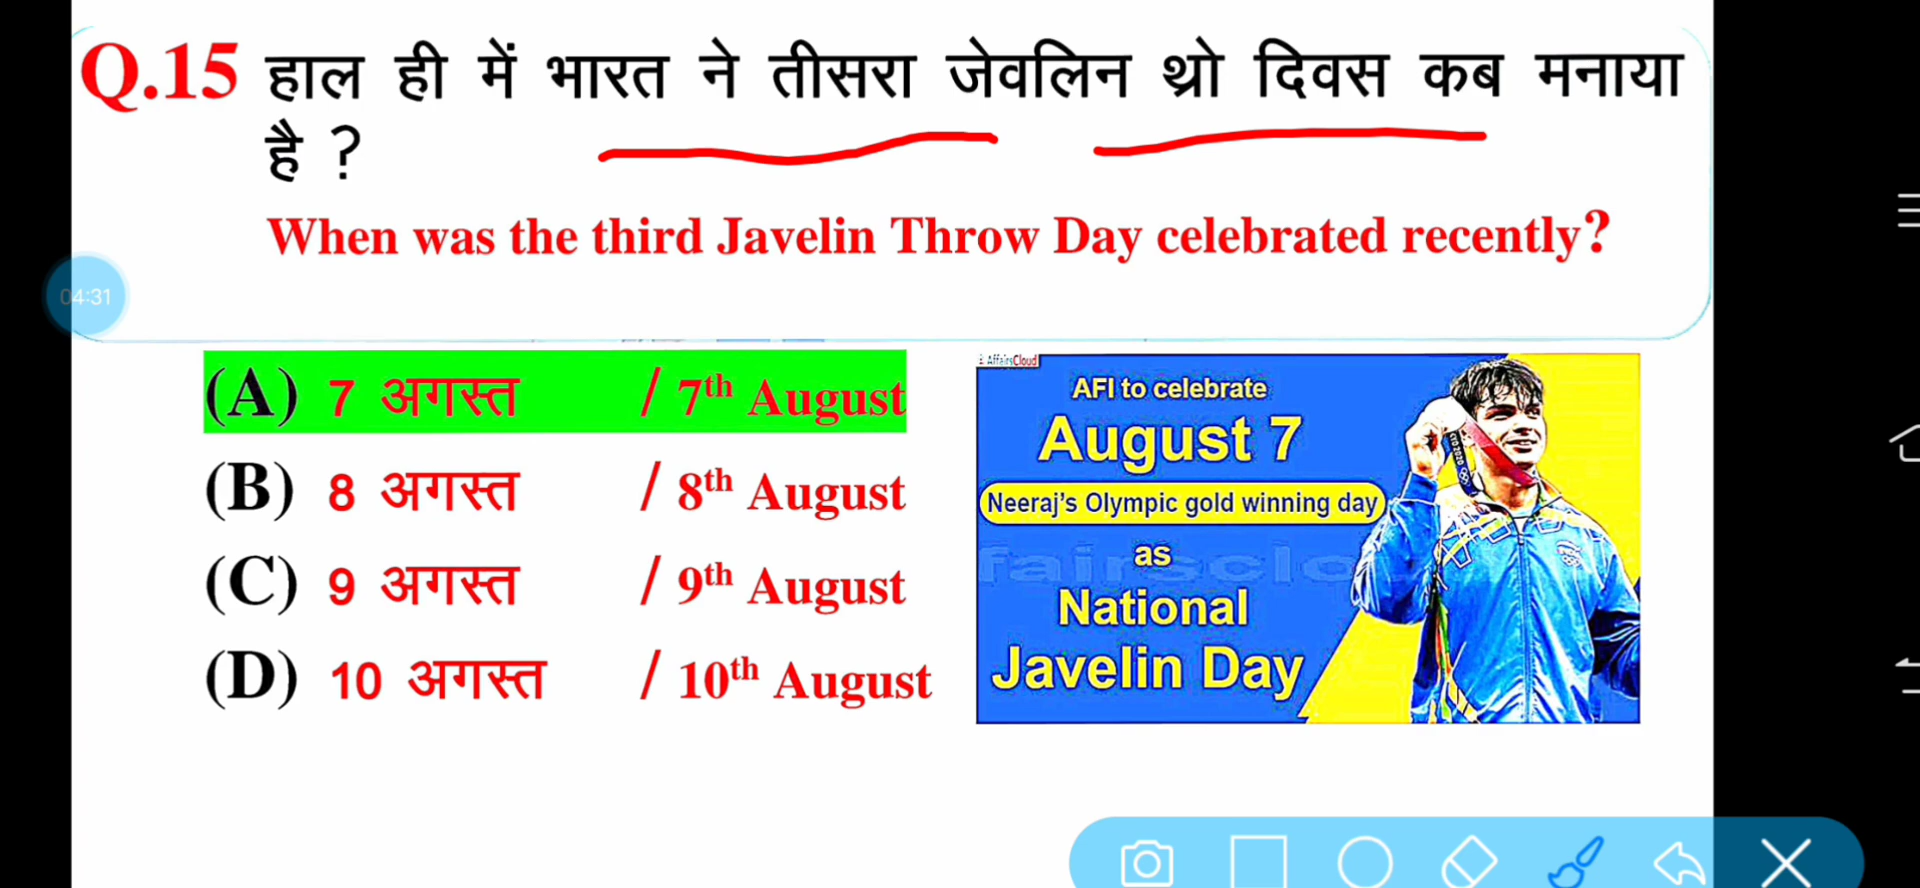 Q.15 हाल ही में भारत ने तीसरा जेवलिन थ्रो दिवस कब मनाया
है ?
When was the third Javelin Throw Day celebrated recently?
04:31
(A) 7 अगस्त / 7th August
(B) 8 अगस्त / 8th August
(C) 9 अगस्त / 9th August
(D) 10 अगस्त / 10th August
AffairsCloud
AFI to celebrate
August 7
Neeraj's Olympic gold winning day
as
National
Javelin Day